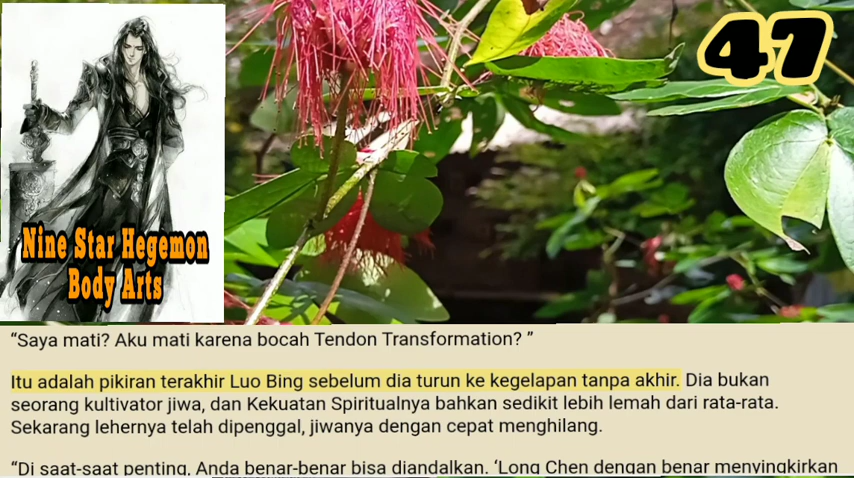 47
Nine Star Hegemon
Body Arts
“Saya mati? Aku mati karena bocah Tendon Transformation? ”
Itu adalah pikiran terakhir Luo Bing sebelum dia turun ke kegelapan tanpa akhir. Dia bukan
seorang kultivator jiwa, dan Kekuatan Spiritualnya bahkan sedikit lebih lemah dari rata-rata.
Sekarang lehernya telah dipenggal, jiwanya dengan cepat menghilang.
“Di saat-saat penting, Anda benar-benar bisa diandalkan. ‘Long Chen dengan benar menyingkirkan